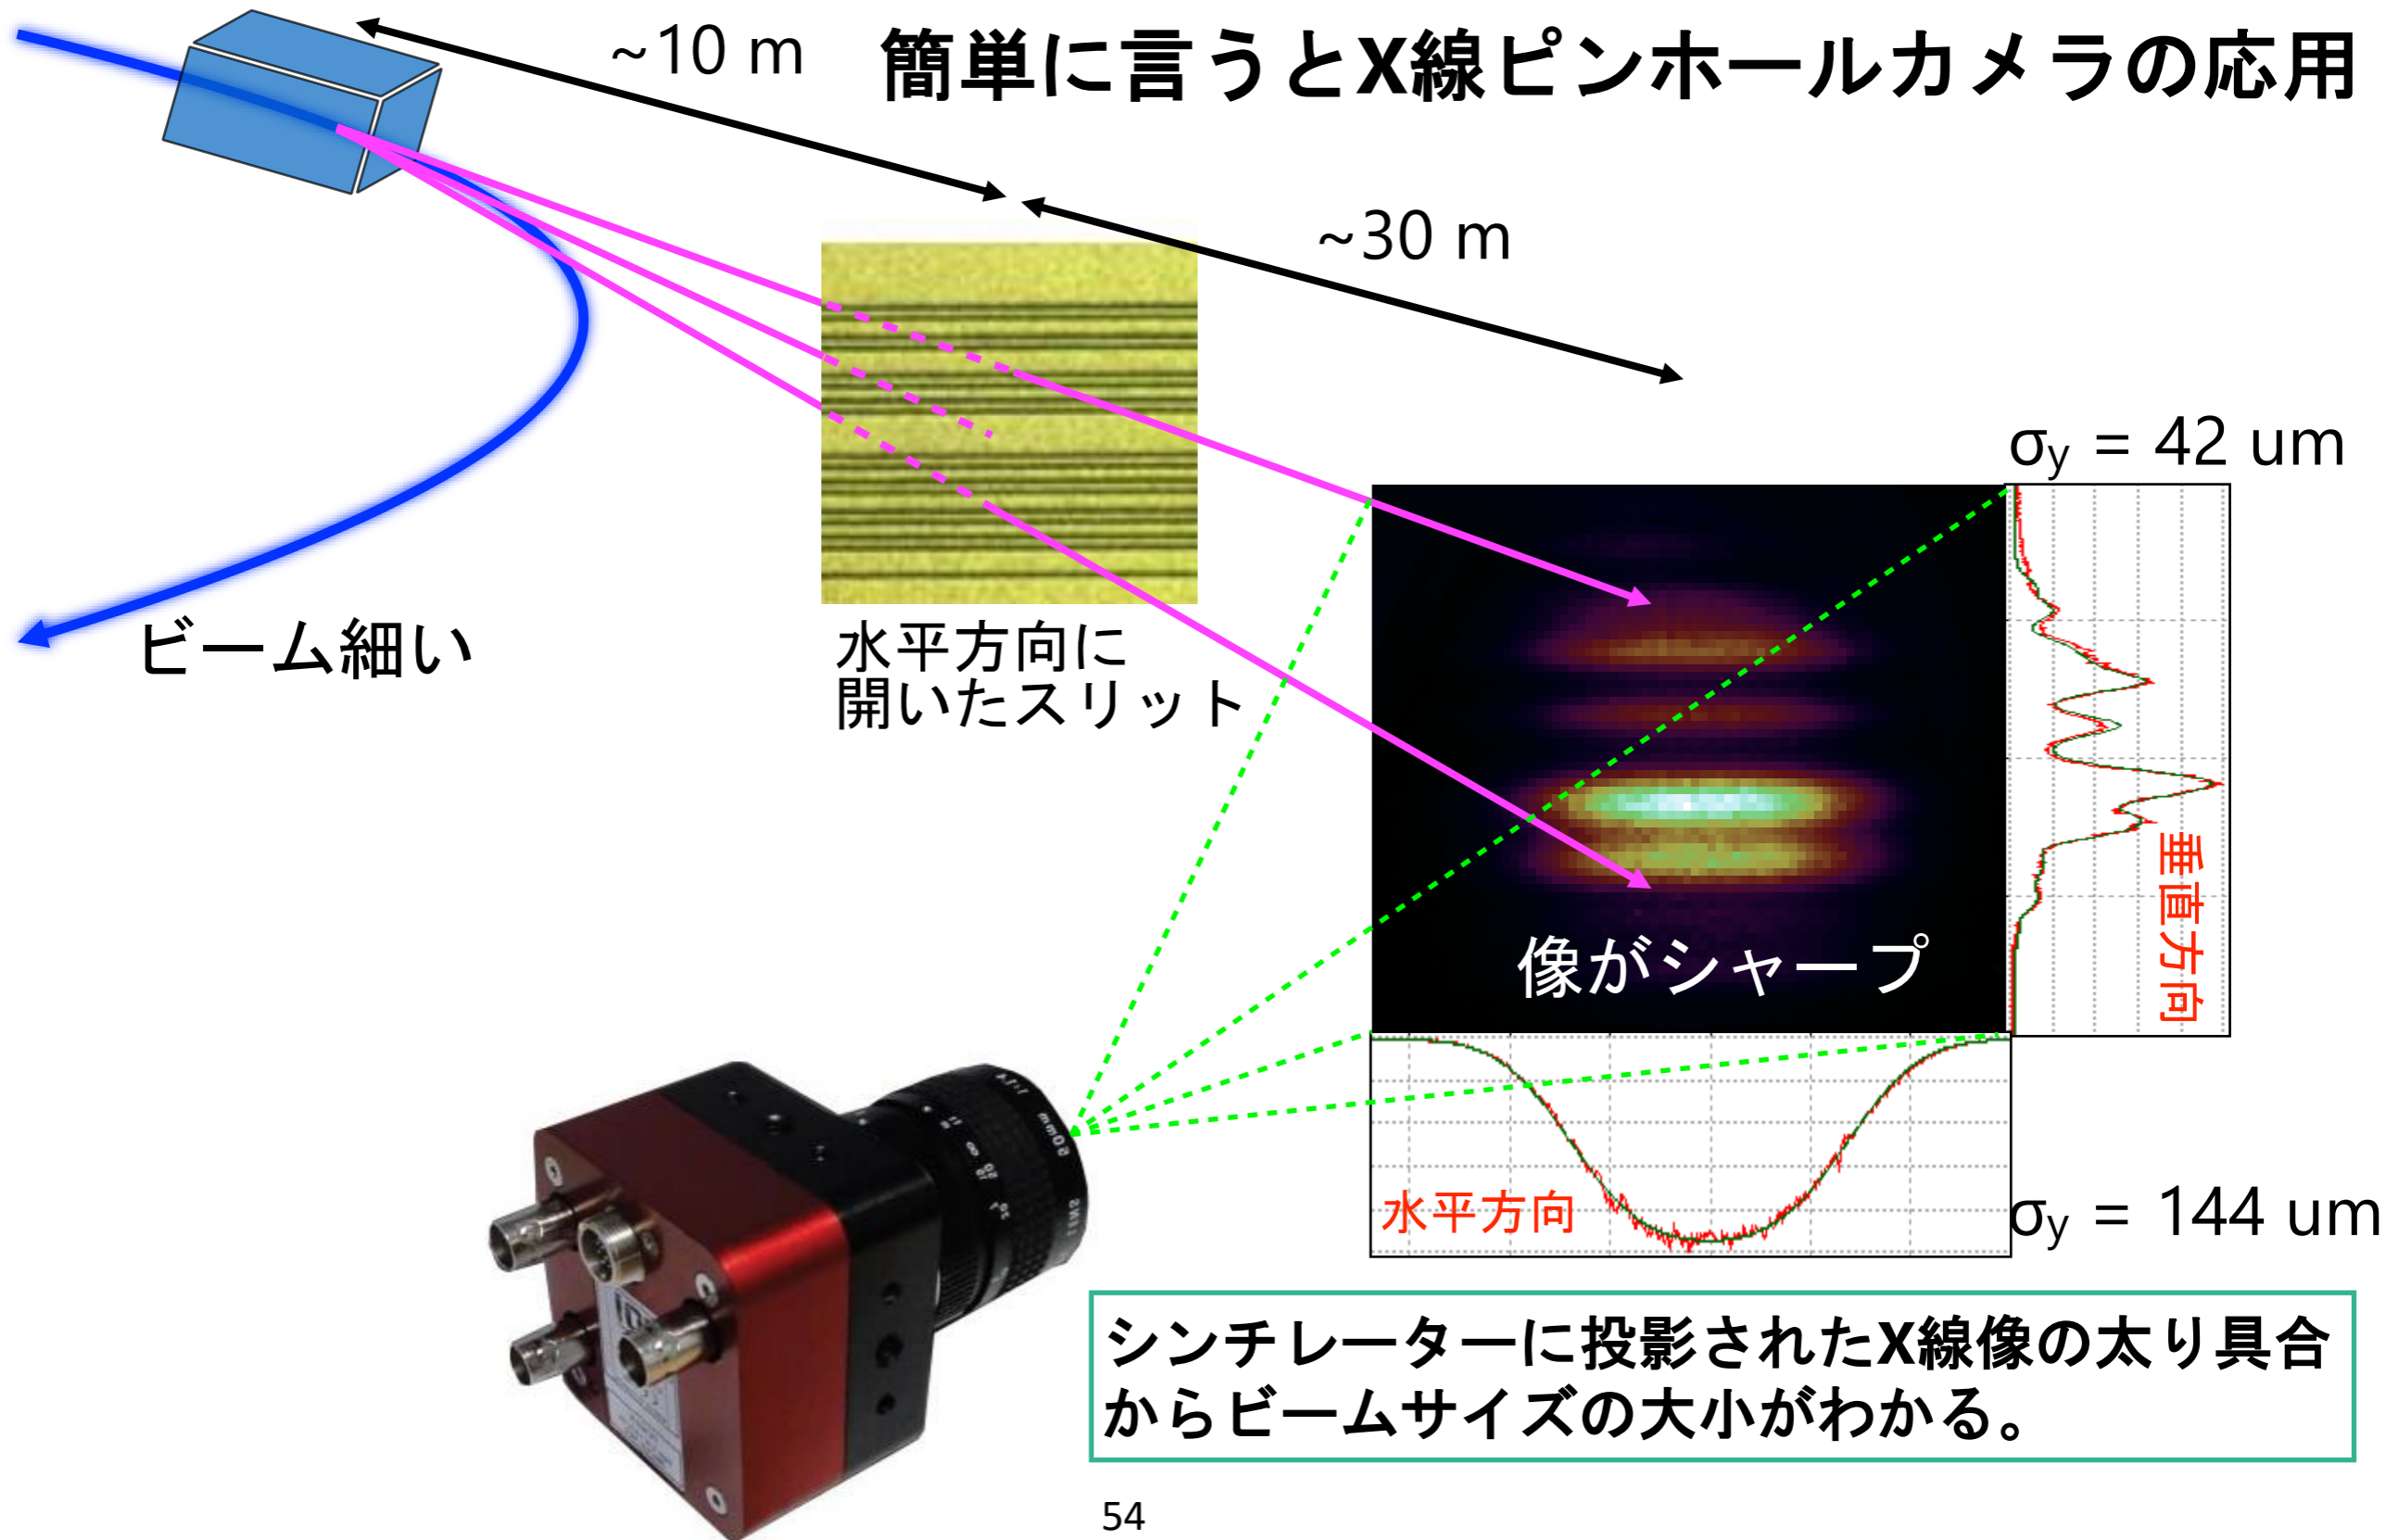 簡単に言うとX線ピンホールカメラの応用
~10 m
~30 m
σy = 42 um
ビーム細い
水平方向に
開いたスリット
垂直方向
像がシャープ
水平方向
σy = 144 um
50mm
シンチレーターに投影されたX線像の太り具合
からビームサイズの大小がわかる。
54